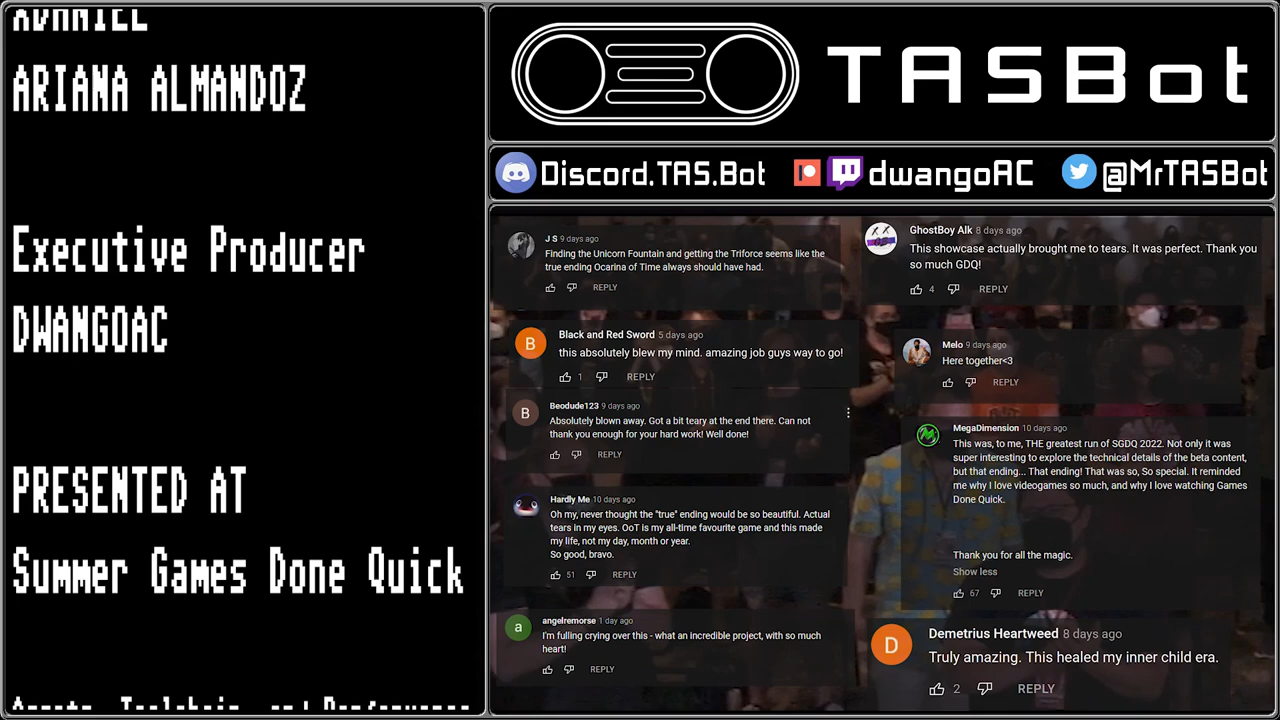 ARIANA ALMANDOZ
Executive Producer
DWANGOAC
PRESENTED AT
Summer Games Done Quick
TASBot
Discord.TAS.Bot
dwangoAC
@MrTASBot
J S 9 days ago
Finding the Unicorn Fountain and getting the Triforce seems like the
true ending Ocarina of Time always should have had.
REPLY
Black and Red Sword 5 days ago
B
this absolutely blew my mind. amazing job guys way to go!
1 REPLY
Beodude123 9 days ago
B
Absolutely blown away. Got a bit teary at the end there. Can not
thank you enough for your hard work! Well done!
REPLY
Hardly Me 10 days ago
Oh my, never thought the "true" ending would be so beautiful. Actual
tears in my eyes. OoT is my all-time favourite game and this made
my life, not my day, month or year.
So good, bravo.
51 REPLY
angelremorse 1 day ago
a
I'm fulling crying over this - what an incredible project, with so much
heart!
REPLY
GhostBoy Alk 8 days ago
This showcase actually brought me to tears. It was perfect. Thank you
so much GDQ!
4 REPLY
Melo 9 days ago
Here together<3
REPLY
MegaDimension 10 days ago
This was, to me, THE greatest run of SGDQ 2022. Not only it was
super interesting to explore the technical details of the beta content,
but that ending... That ending! That was so, So special. It reminded
me why I love videogames so much, and why I love watching Games
Done Quick.
Thank you for all the magic.
Show less
67 REPLY
Demetrius Heartweed 8 days ago
D
Truly amazing. This healed my inner child era.
2 REPLY